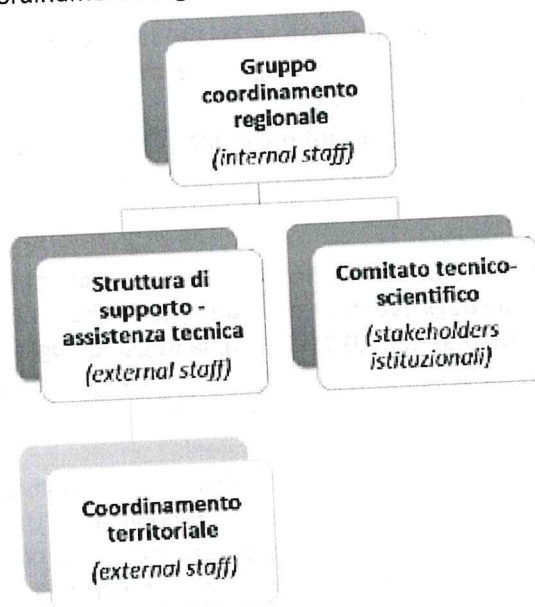 Gruppo
coordinamento
regionale
(internal staff)
Struttura di
supporto -
assistenza tecnica
(external staff)
Comitato tecnico-
scientifico
(stakeholders
istituzionali)
Coordinamento
territoriale
(external staff)